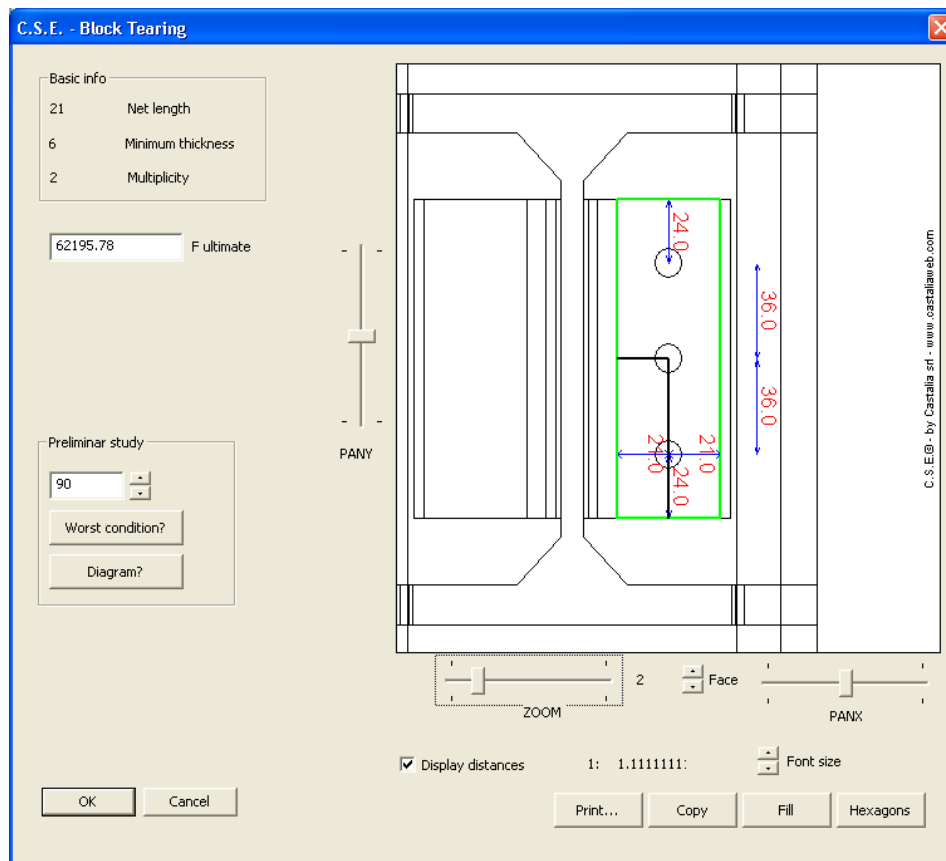 C.S.E. - Block Tearing
Basic info
21 Net length
6 Minimum thickness
2 Multiplicity
62195.78 F ultimate
PANY
Preliminar study
90
Worst condition?
Diagram?
24.0
36.0
36.0
21.0
21.0
24.0
C.S.E.® - by Castalia srl - www.castaliaweb.com
ZOOM
2 Face
PANX
Display distances
1: 1.1111111:
Font size
OK
Cancel
Print...
Copy
Fill
Hexagons